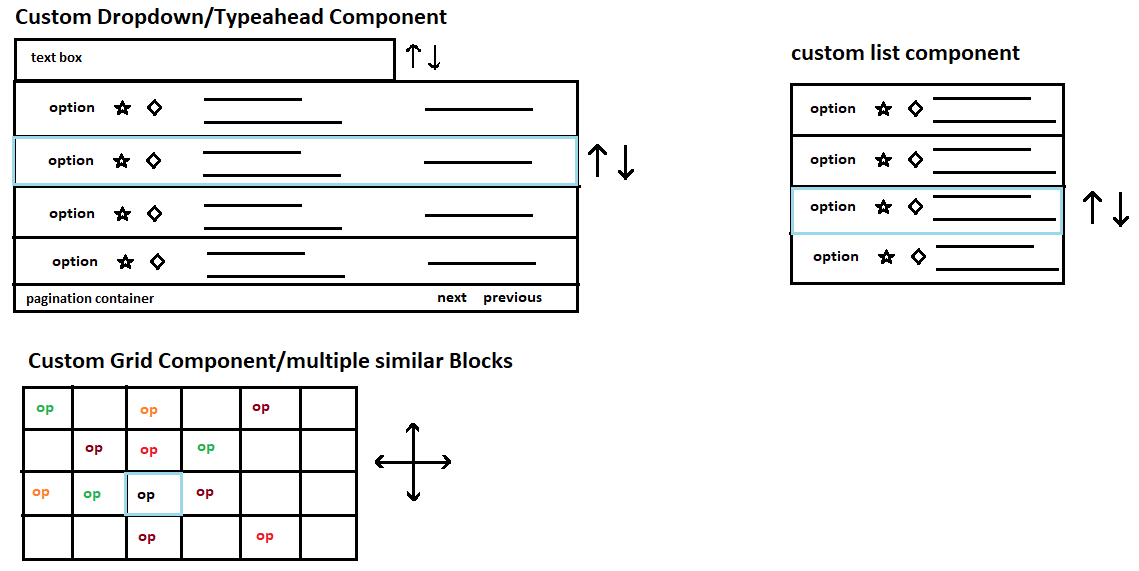 Custom Dropdown/Typeahead Component
text box
option
option
option
option
pagination container next previous
custom list component
option
option
option
option
Custom Grid Component/multiple similar Blocks
op op op
op op op
op op op op
op op